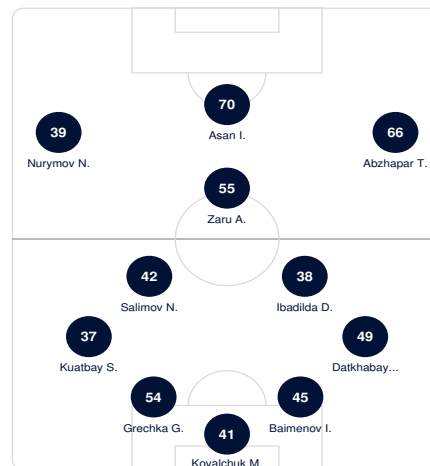 70
Asan I.
39
Nurymov N.
66
Abzhapar T.
55
Zaru A.
42
Salimov N.
38
Ibadilda D.
37
Kuatbay S.
49
Datkhabay...
54
Grechka G.
45
Baimenov I.
41
Kovalchuk M.